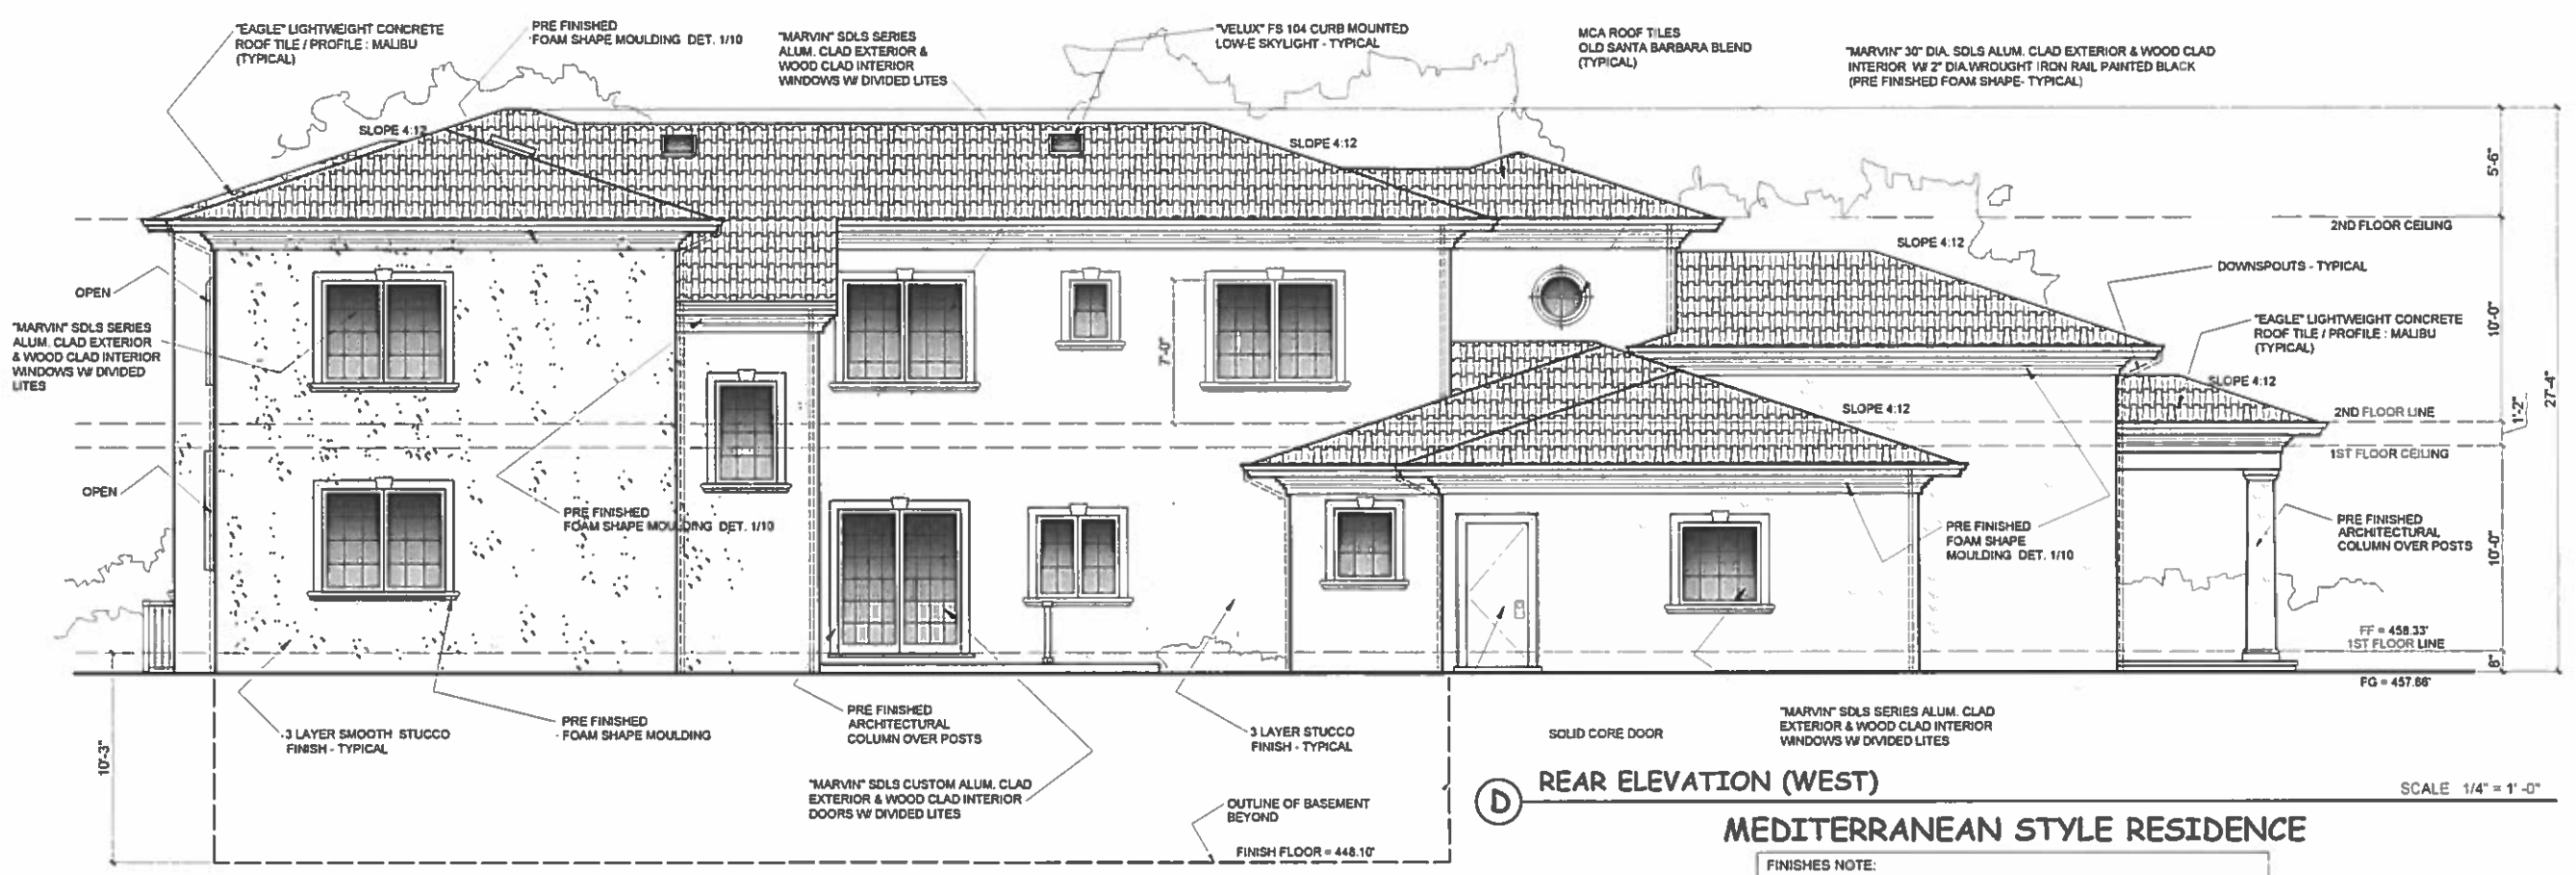 "EAGLE" LIGHTWEIGHT CONCRETE
ROOF TILE / PROFILE : MALIBU
(TYPICAL)
PRE FINISHED
FOAM SHAPE MOULDING DET. 1/10
"MARVIN" SDLS SERIES
ALUM. CLAD EXTERIOR &
WOOD CLAD INTERIOR
WINDOWS W/ DIVIDED LITES
"VELUX" FS 104 CURB MOUNTED
LOW-E SKYLIGHT - TYPICAL
MCA ROOF TILES
OLD SANTA BARBARA BLEND
(TYPICAL)
"MARVIN" 30" DIA. SDLS ALUM. CLAD EXTERIOR & WOOD CLAD
INTERIOR W/ 2" DIA.WROUGHT IRON RAIL PAINTED BLACK
(PRE FINISHED FOAM SHAPE- TYPICAL)
SLOPE 4:12
SLOPE 4:12
5'-6"
2ND FLOOR CEILING
SLOPE 4:12
DOWNSPOUTS - TYPICAL
OPEN
"MARVIN" SDLS SERIES
ALUM. CLAD EXTERIOR
& WOOD CLAD INTERIOR
WINDOWS W/ DIVIDED
LITES
7'-0"
"EAGLE" LIGHTWEIGHT CONCRETE
ROOF TILE / PROFILE : MALIBU
(TYPICAL)
10'-0"
SLOPE 4:12
SLOPE 4:12
2ND FLOOR LINE
1'-2"
27'-4"
1ST FLOOR CEILING
OPEN
PRE FINISHED
FOAM SHAPE MOULDING DET. 1/10
PRE FINISHED
FOAM SHAPE
MOULDING DET. 1/10
PRE FINISHED
ARCHITECTURAL
COLUMN OVER POSTS
10'-0"
FF = 458.33'
1ST FLOOR LINE
6"
FG = 457.66'
3 LAYER SMOOTH STUCCO
FINISH - TYPICAL
PRE FINISHED
FOAM SHAPE MOULDING
PRE FINISHED
ARCHITECTURAL
COLUMN OVER POSTS
3 LAYER STUCCO
FINISH - TYPICAL
SOLID CORE DOOR
"MARVIN" SDLS SERIES ALUM. CLAD
EXTERIOR & WOOD CLAD INTERIOR
WINDOWS W/ DIVIDED LITES
10'-3"
"MARVIN" SDLS CUSTOM ALUM. CLAD
EXTERIOR & WOOD CLAD INTERIOR
DOORS W/ DIVIDED LITES
OUTLINE OF BASEMENT
BEYOND
FINISH FLOOR = 448.10'
D REAR ELEVATION (WEST)
SCALE 1/4" = 1'-0"
MEDITERRANEAN STYLE RESIDENCE
FINISHES NOTE: